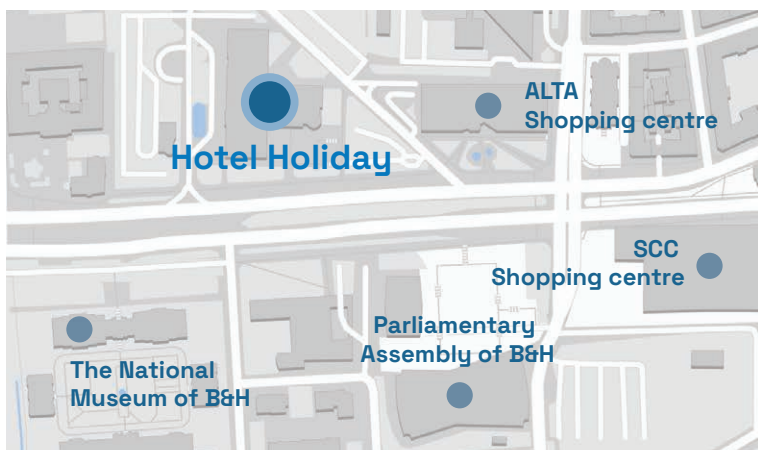 ALTA
Shopping centre
Hotel Holiday
SCC
Shopping centre
Parliamentary
Assembly of B&H
The National
Museum of B&H